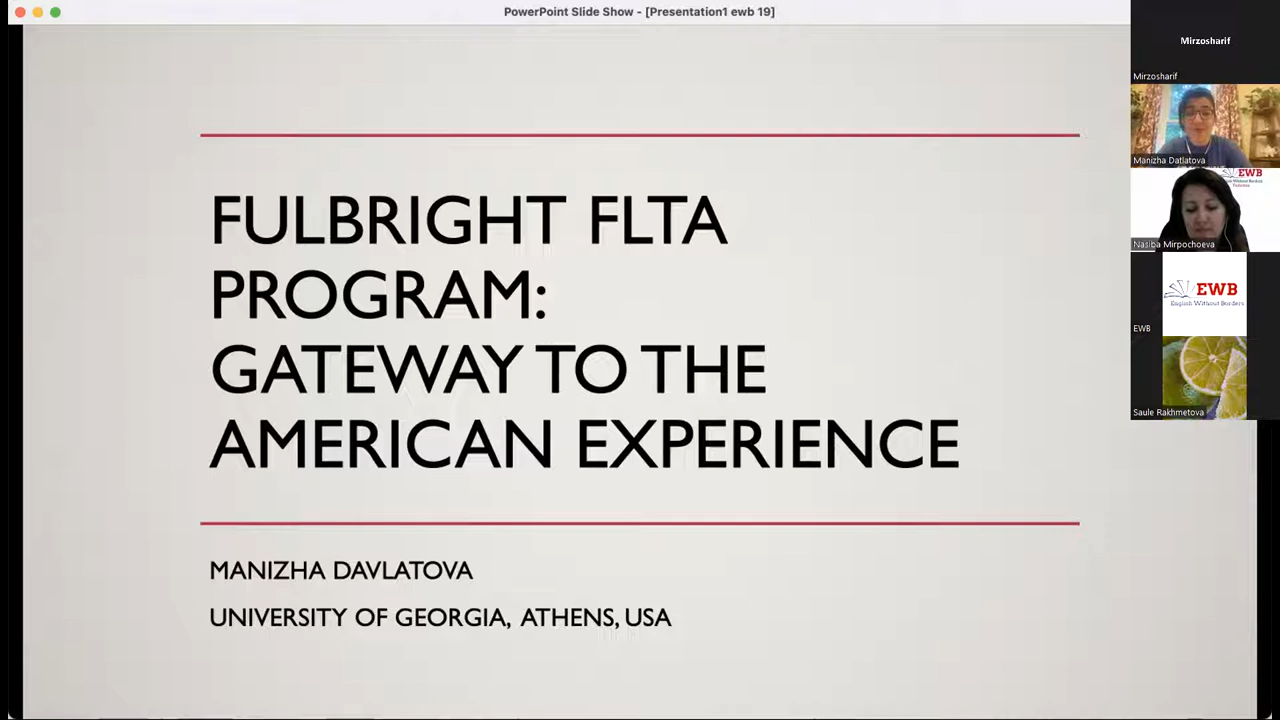 PowerPoint Slide Show - [Presentation1 ewb 19]
FULBRIGHT FLTA
PROGRAM:
GATEWAY TO THE
AMERICAN EXPERIENCE
MANIZHA DAVLATOVA
UNIVERSITY OF GEORGIA, ATHENS, USA
Mirzosharif
Mirzosharif
Manizha Datlatova
EWB
Nasiba Mirpochoeva
EWB
English Without Borders
EWB
Saule Rakhmetova